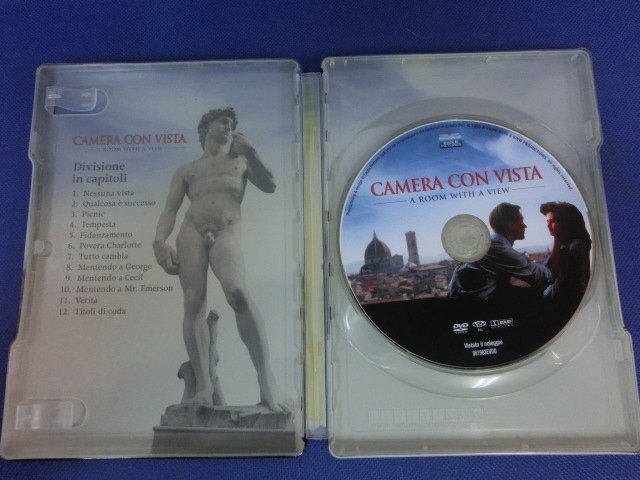 CAMERA CON VISTA
A ROOM WITH A VIEW
Divisione
in capitoli
1. Nessuna vista
2. Qualcosa è successo
3. Picnic
4. Tempesta
5. Fidanzamento
6. Povera Charlotte
7. Tutto cambia
8. Mentendo a George
9. Mentendo a Cecil
10. Mentendo a Mr. Emerson
11. Verità
12. Titoli di coda
CAMERA CON VISTA
A ROOM WITH A VIEW
DVD
Vietato il noleggio